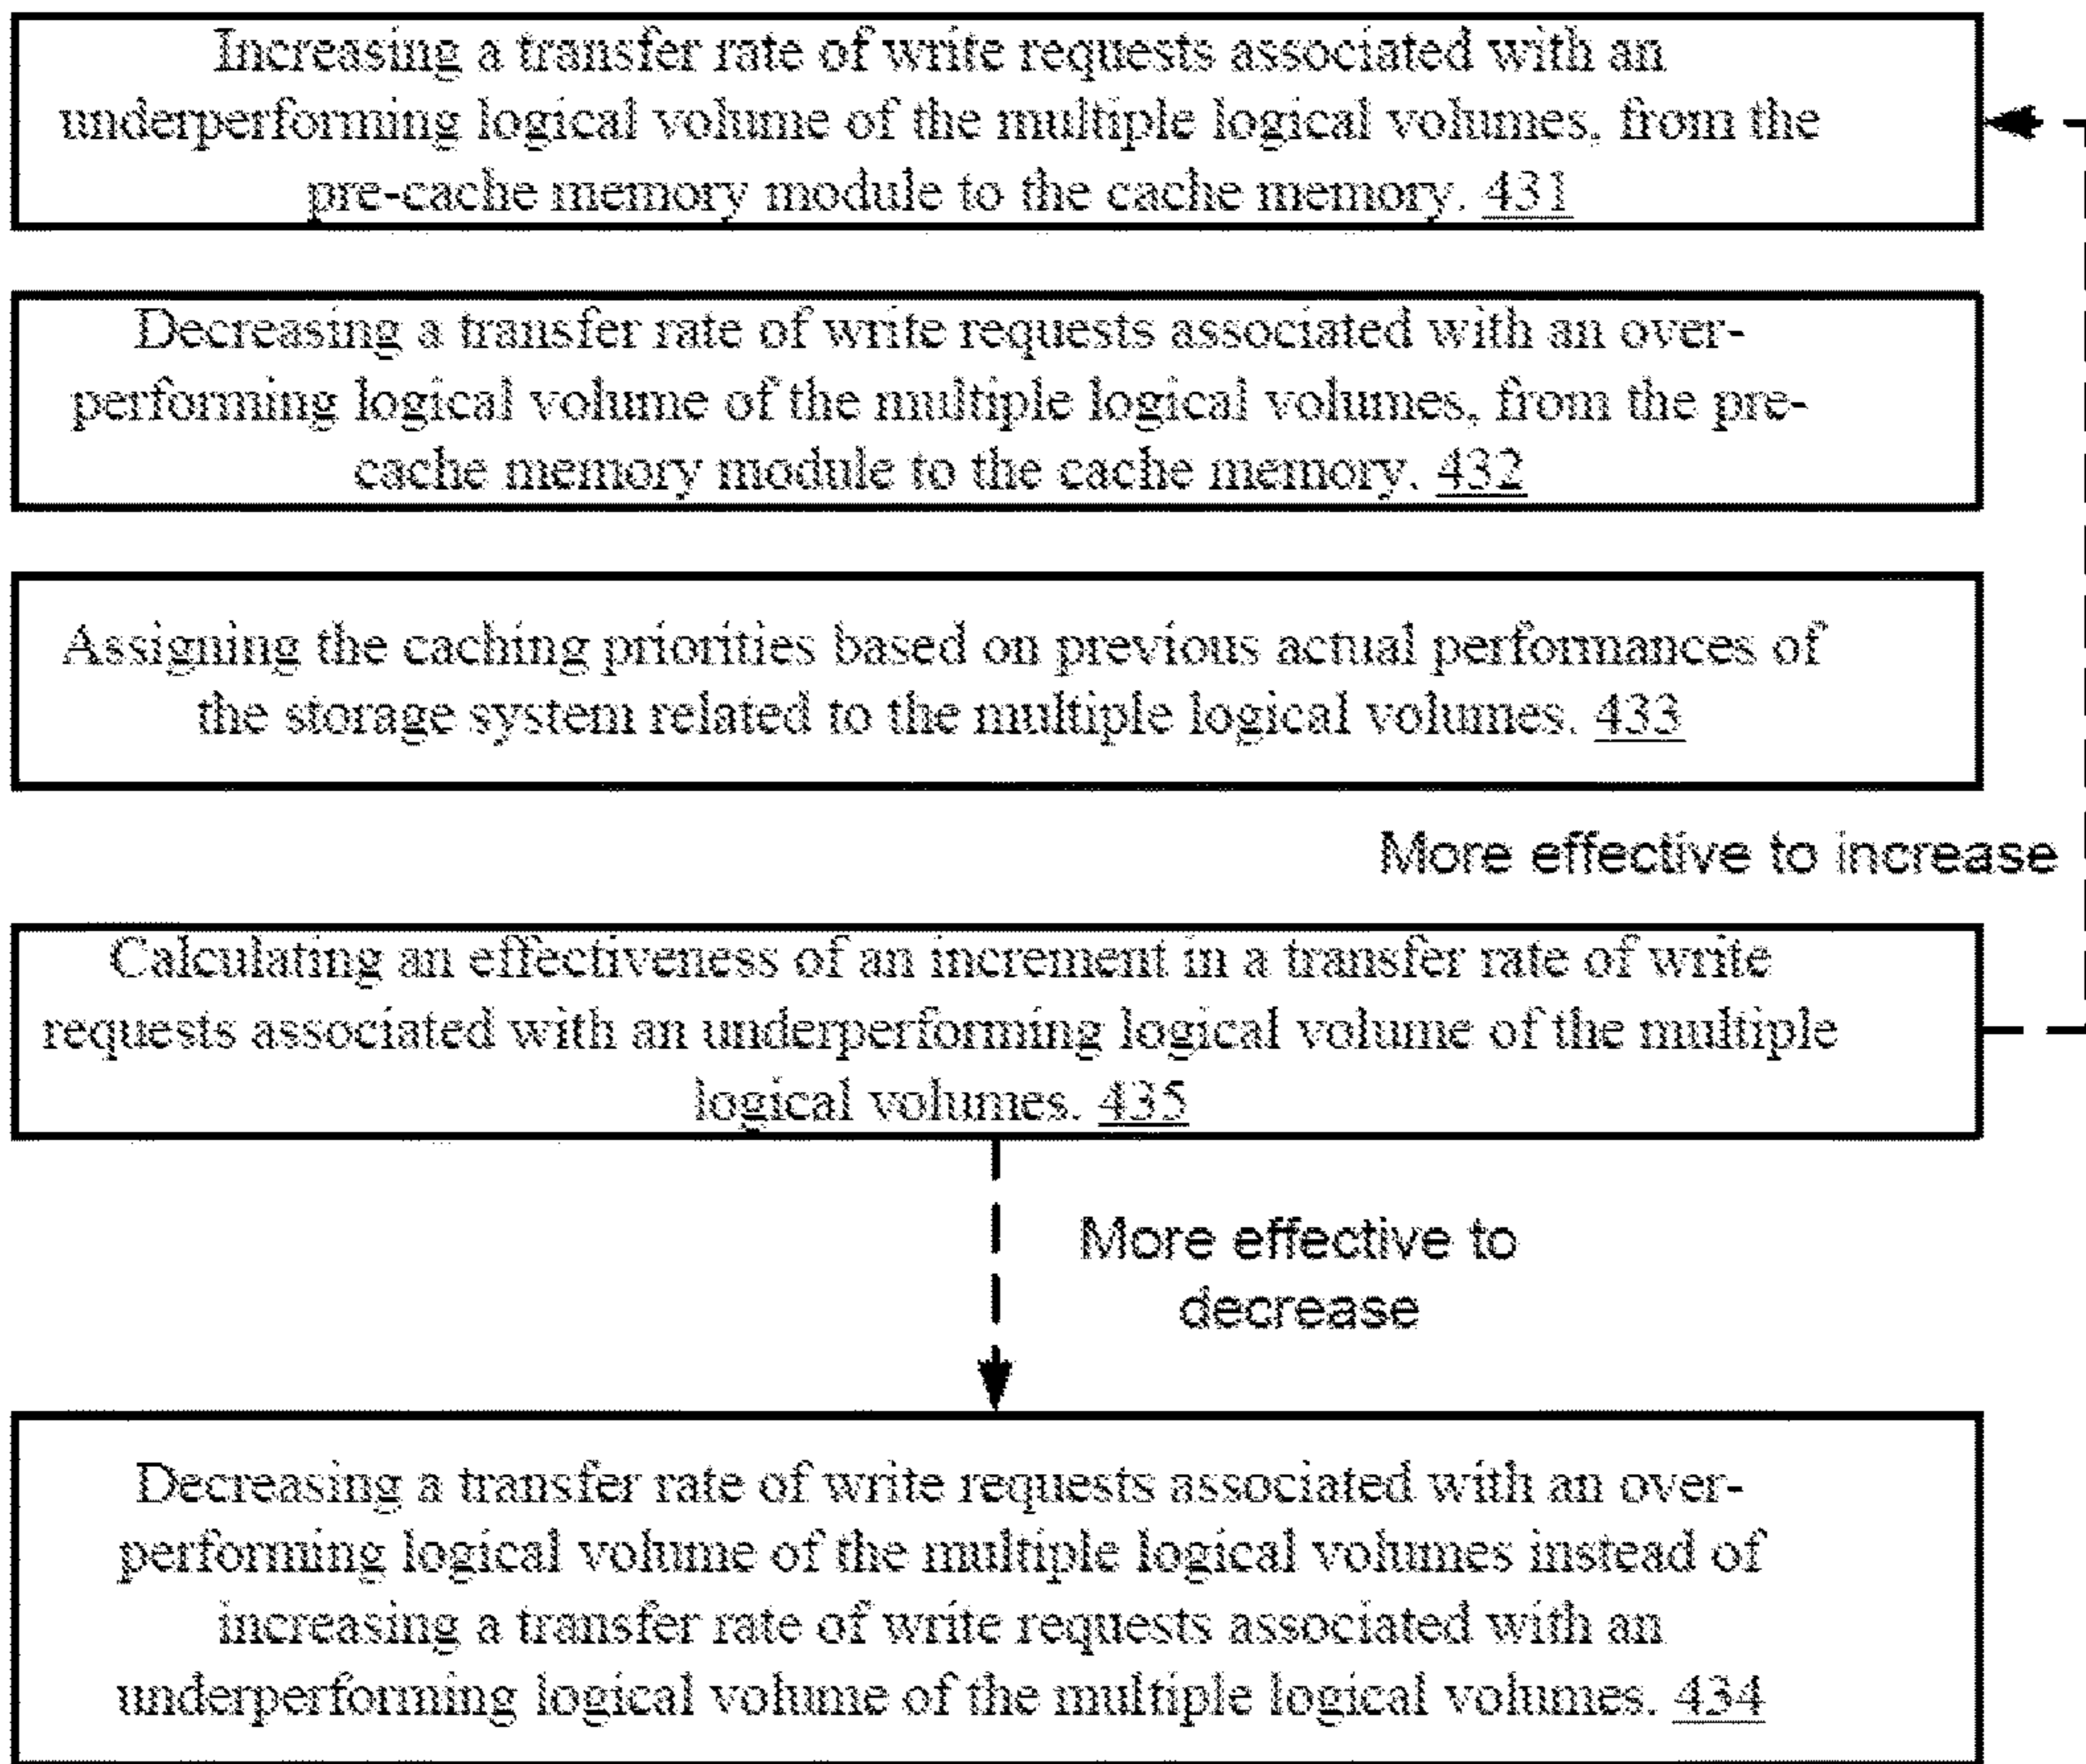 Increasing a transfer rate of write requests associated with an
underperforming logical volume of the multiple logical volumes, from the
pre-cache memory module to the cache memory. 431
Decreasing a transfer rate of write requests associated with an over-
performing logical volume of the multiple logical volumes, from the pre-
cache memory module to the cache memory. 432
Assigning the caching priorities based on previous actual performances of
the storage system related to the multiple logical volumes. 433
More effective to increase
Calculating an effectiveness of an increment in a transfer rate of write
requests associated with an underperforming logical volume of the multiple
logical volumes. 435
More effective to
decrease
Decreasing a transfer rate of write requests associated with an over-
performing logical volume of the multiple logical volumes instead of
increasing a transfer rate of write requests associated with an
underperforming logical volume of the multiple logical volumes. 434